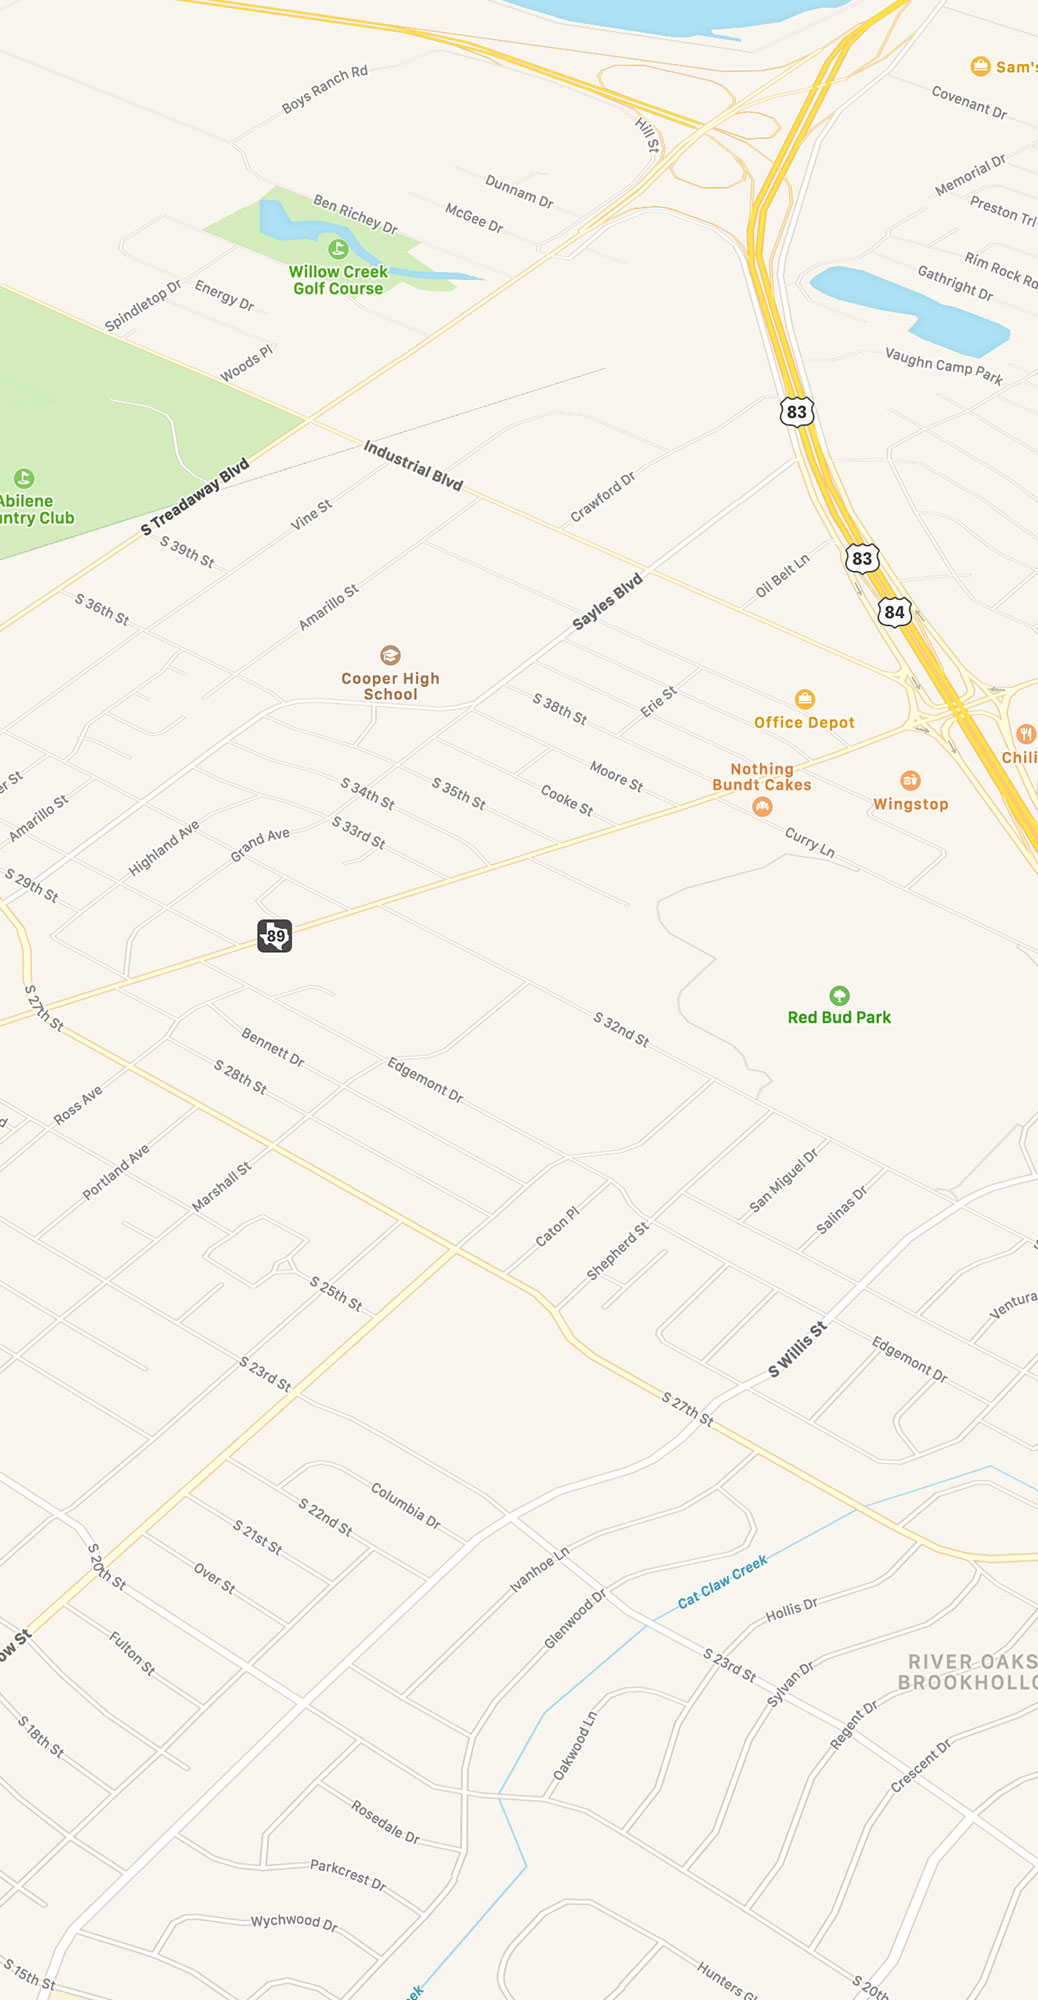 Sam's
Boys Ranch Rd
Covenant Dr
Hill St
Memorial Dr
Dunnam Dr
Ben Richey Dr
McGee Dr
Preston Trl
Willow Creek
Golf Course
Rim Rock Rd
Gathright Dr
Spindletop Dr
Energy Dr
Woods Pl
Vaughn Camp Park
83
Industrial Blvd
S Treadaway Blvd
Abilene
untry Club
Crawford Dr
Vine St
S 39th St
83
Oil Belt Ln
84
S 36th St
Amarillo St
Sayles Blvd
Cooper High
School
S 38th St
Erie St
Office Depot
Chili
Nothing
Bundt Cakes
Moore St
Wingstop
er St
Amarillo St
S 34th St
S 35th St
Cooke St
Highland Ave
Grand Ave
S 33rd St
Curry Ln
S 29th St
89
S 27th St
Red Bud Park
S 32nd St
Bennett Dr
S 28th St
Edgemont Dr
Ross Ave
d
Portland Ave
Marshall St
San Miguel Dr
Salinas Dr
Caton Pl
Shepherd St
S 25th St
Ventura
S Willis St
Edgemont Dr
S 23rd St
S 27th St
Columbia Dr
S 22nd St
S 21st St
S 20th St
Over St
Ivanhoe Ln
Cat Claw Creek
Glenwood Dr
Hollis Dr
ow St
Fulton St
S 23rd St
RIVER OAKS
BROOKHOLLO
Sylvan Dr
Regent Dr
S 18th St
Oakwood Ln
Crescent Dr
Rosedale Dr
Parkcrest Dr
Wychwood Dr
S 15th St
eek
Hunters Gl
S 20th